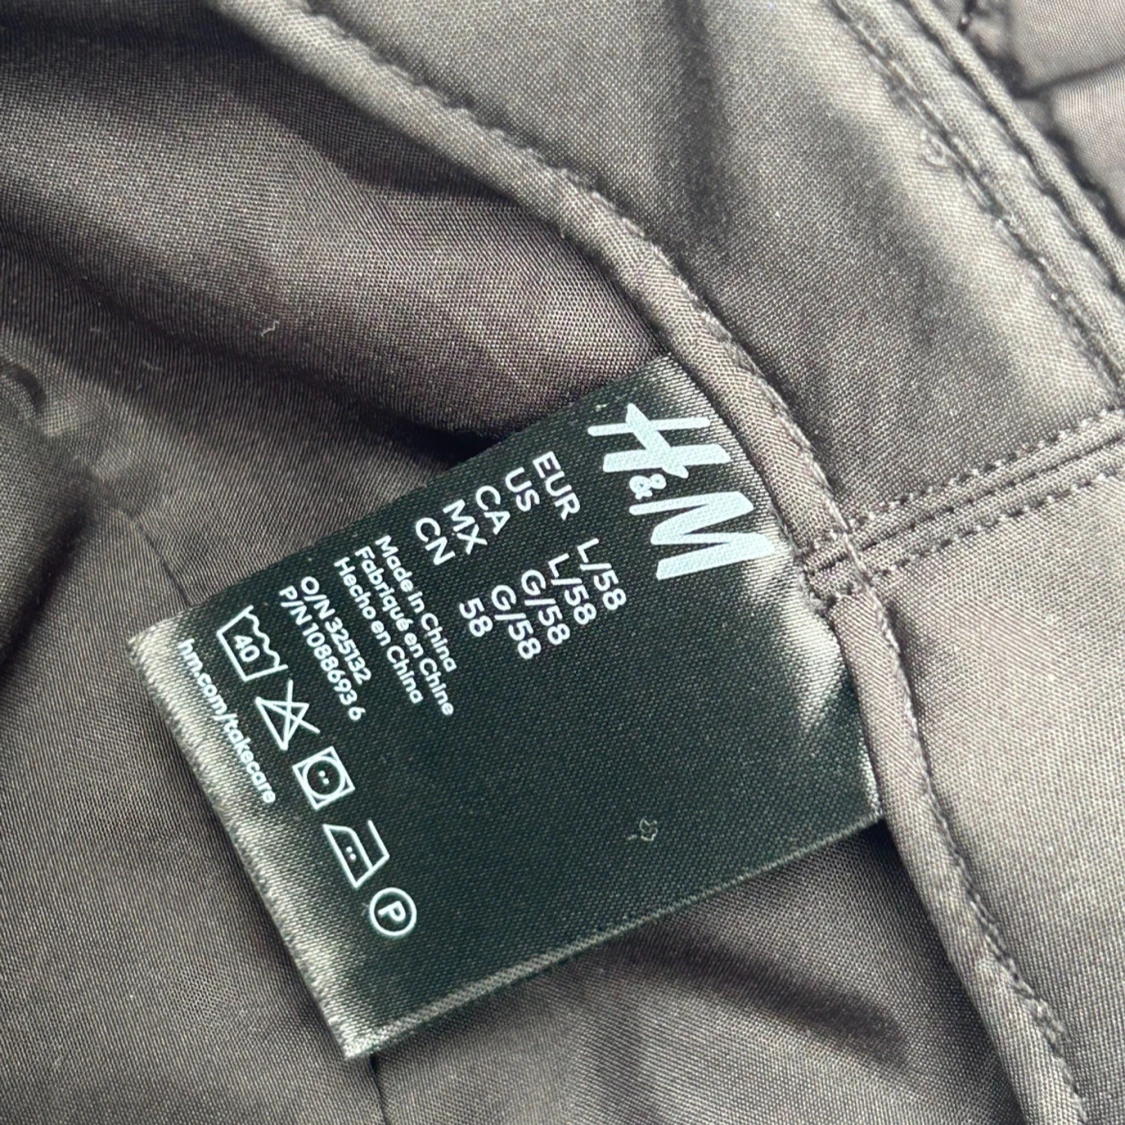 H&M
EUR L/58
US L/58
CA G/58
MX G/58
CN 58
Made in China
Fabriqué en Chine
Hecho en China
O/N 325132
P/N 10886936
40
P
hm.com/takecare